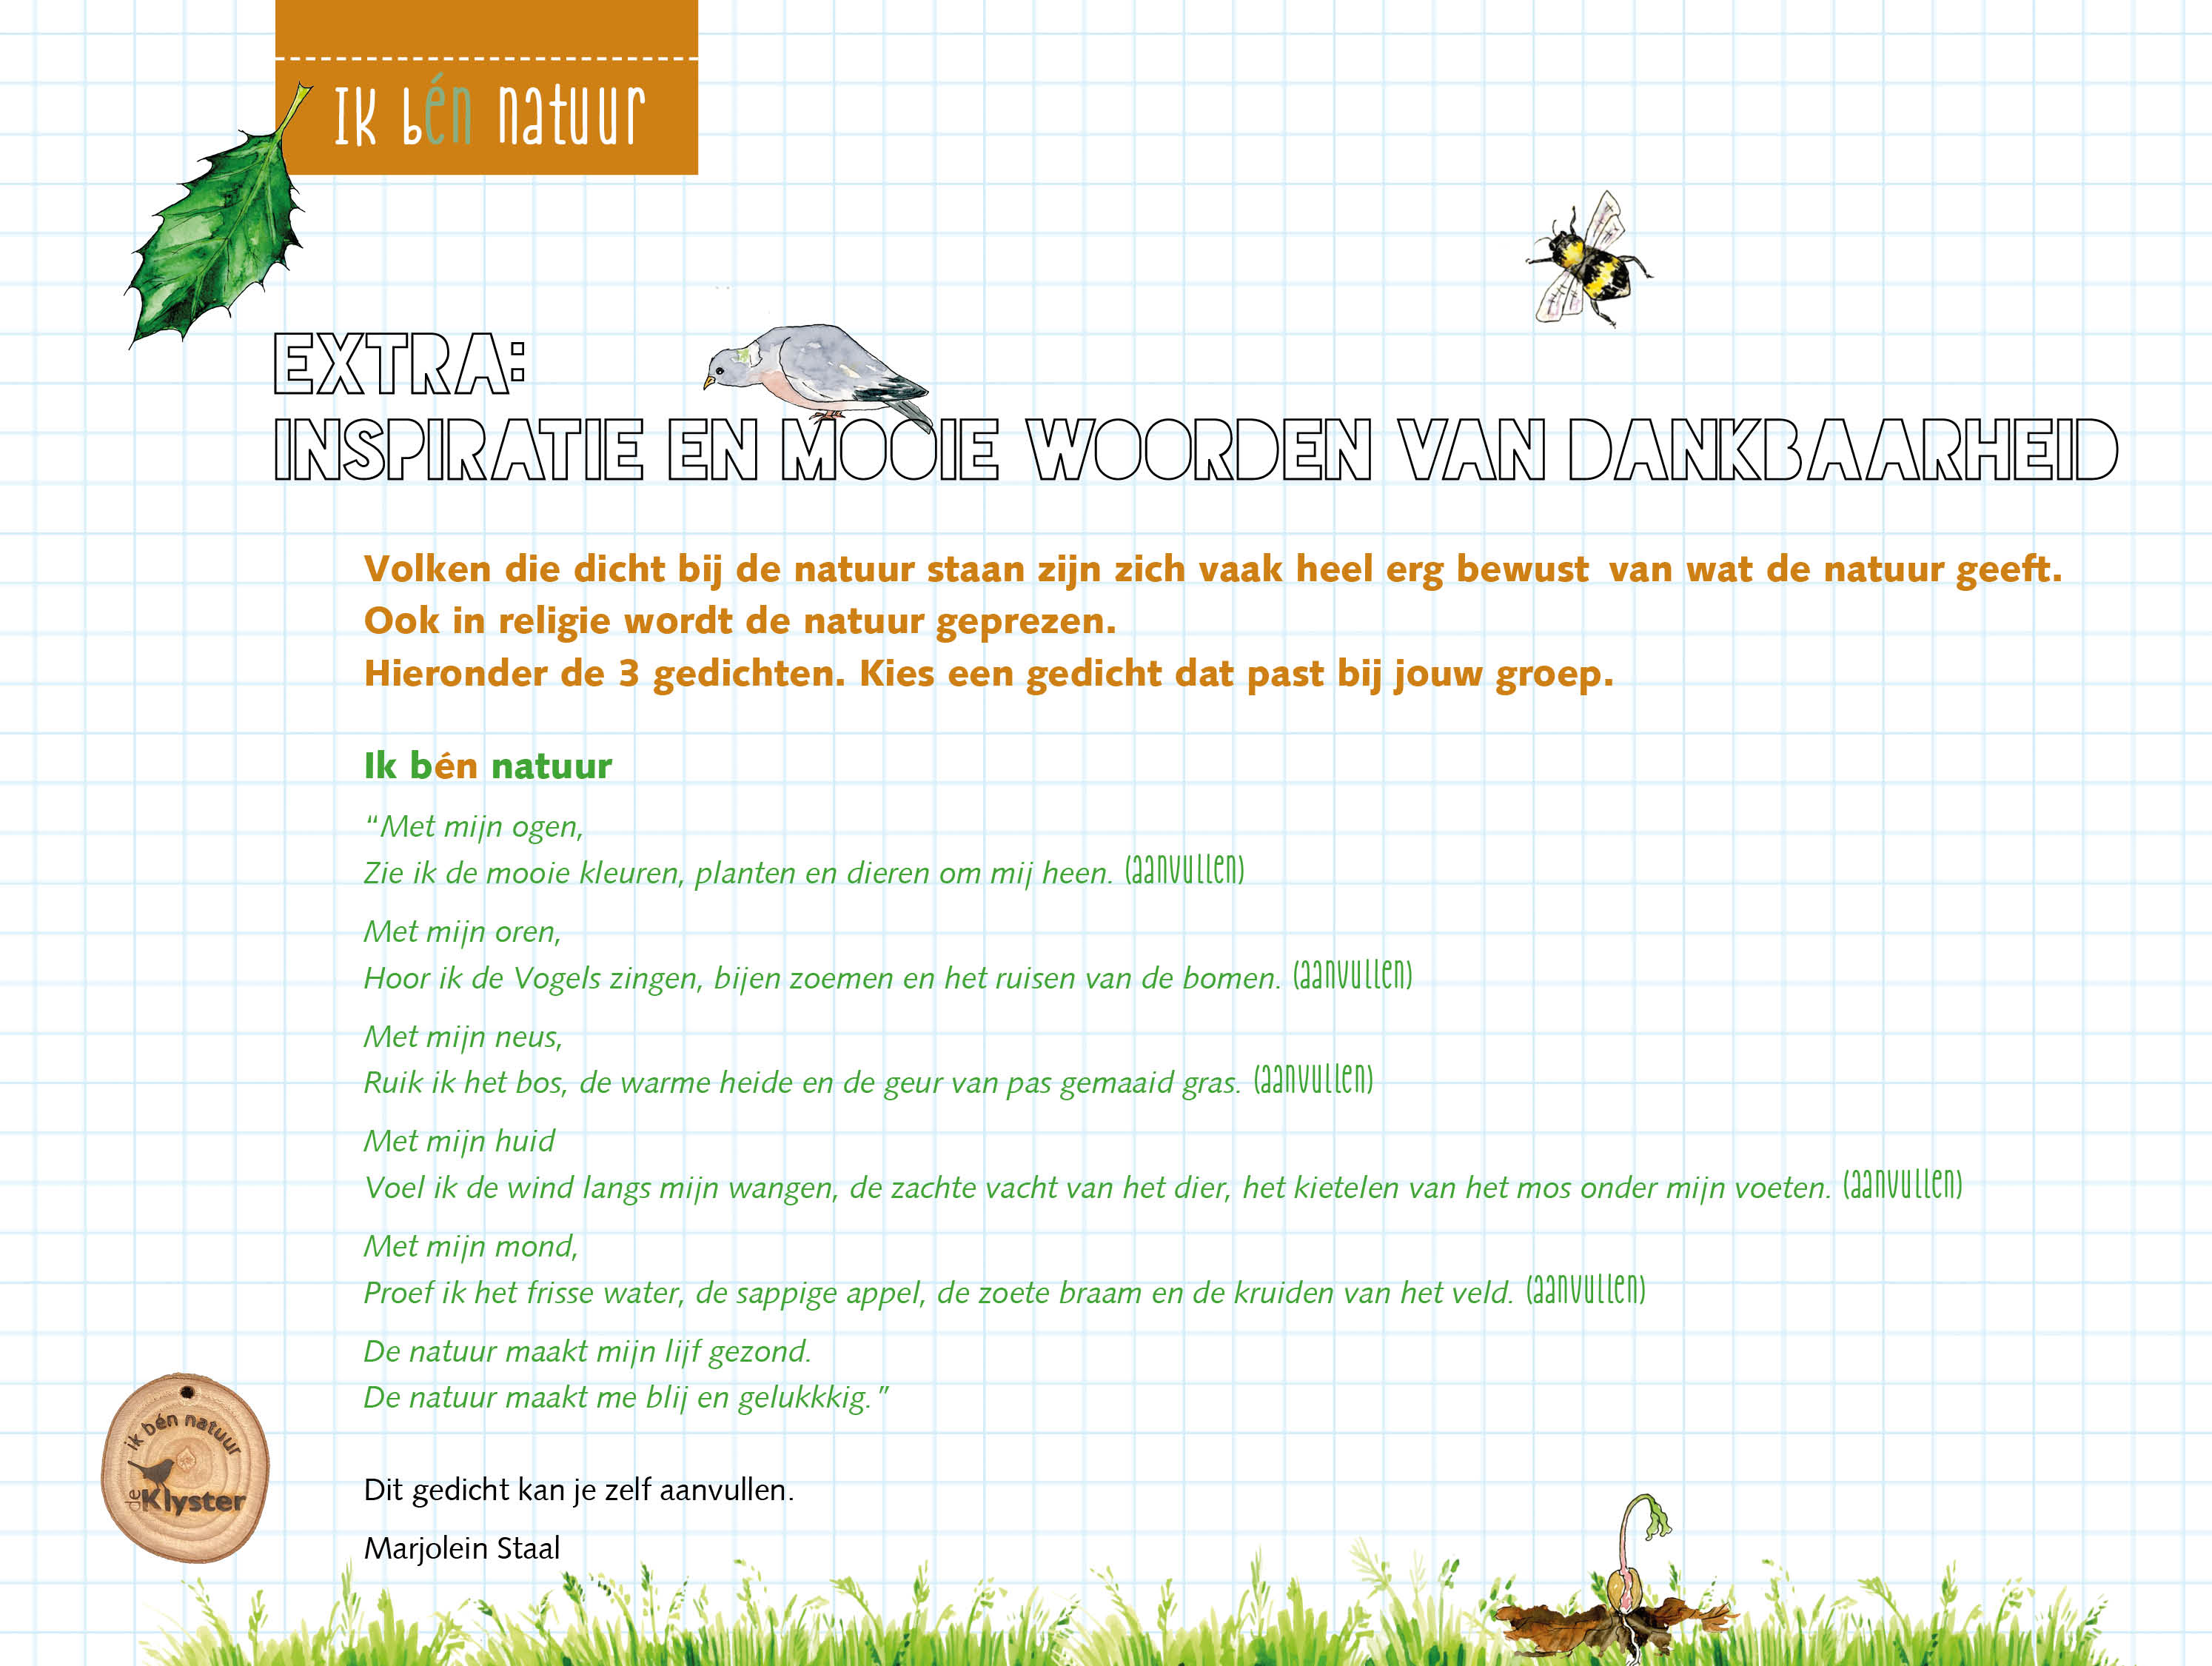 Ik bén natuur
EXTRA:
INSPIRATIE EN MOOIE WOORDEN VAN DANKBAARHEID
Volken die dicht bij de natuur staan zijn zich vaak heel erg bewust van wat de natuur geeft.
Ook in religie wordt de natuur geprezen.
Hieronder de 3 gedichten. Kies een gedicht dat past bij jouw groep.
Ik bén natuur
“Met mijn ogen,
Zie ik de mooie kleuren, planten en dieren om mij heen. (aanvullen)
Met mijn oren,
Hoor ik de Vogels zingen, bijen zoemen en het ruisen van de bomen. (aanvullen)
Met mijn neus,
Ruik ik het bos, de warme heide en de geur van pas gemaaid gras. (aanvullen)
Met mijn huid
Voel ik de wind langs mijn wangen, de zachte vacht van het dier, het kietelen van het mos onder mijn voeten. (aanvullen)
Met mijn mond,
Proef ik het frisse water, de sappige appel, de zoete braam en de kruiden van het veld. (aanvullen)
De natuur maakt mijn lijf gezond.
De natuur maakt me blij en gelukkkig.”
ik bén natuur
de Klyster
Dit gedicht kan je zelf aanvullen.
Marjolein Staal